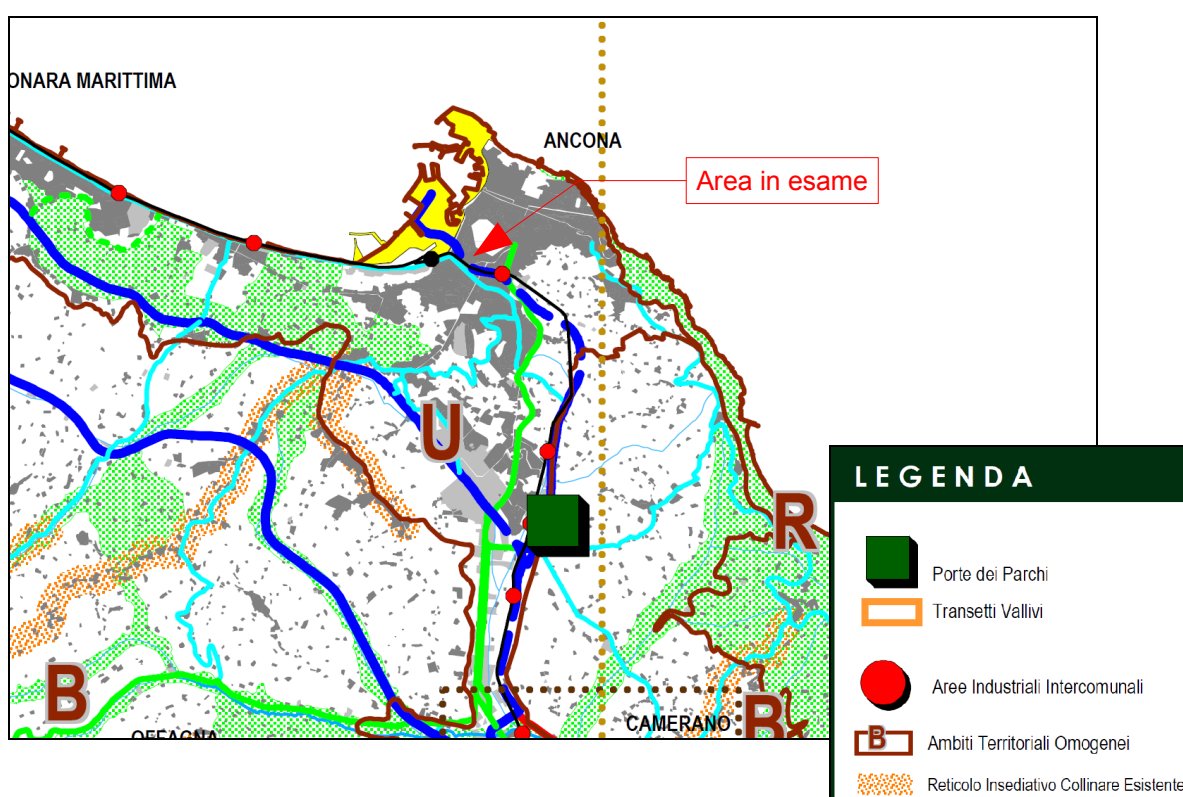 ONARA MARITTIMA
ANCONA
Area in esame
U
R
B
B
CAMERANO
OFFAGNA
LEGENDA
Porte dei Parchi
Transetti Vallivi
Aree Industriali Intercomunali
B Ambiti Territoriali Omogenei
Reticolo Insediativo Collinare Esistente